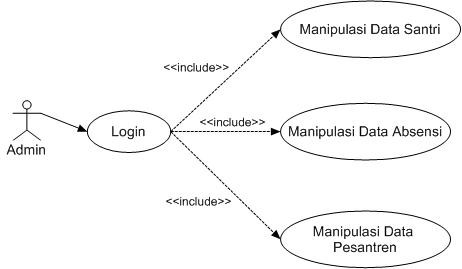 Manipulasi Data Santri
<<include>>
<<include>>
Login
Manipulasi Data Absensi
Admin
<<include>>
Manipulasi Data
Pesantren